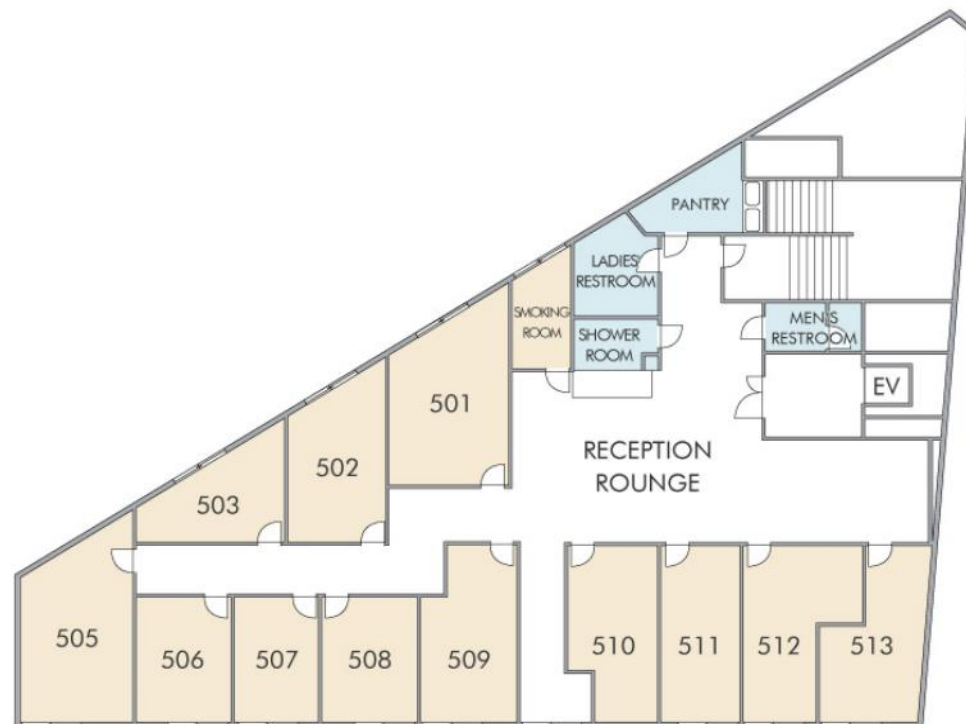 PANTRY
LADIES'
RESTROOM
SMOKING
ROOM
SHOWER
ROOM
MEN'S
RESTROOM
EV
501
RECEPTION
ROUNGE
502
503
505
506
507
508
509
510
511
512
513